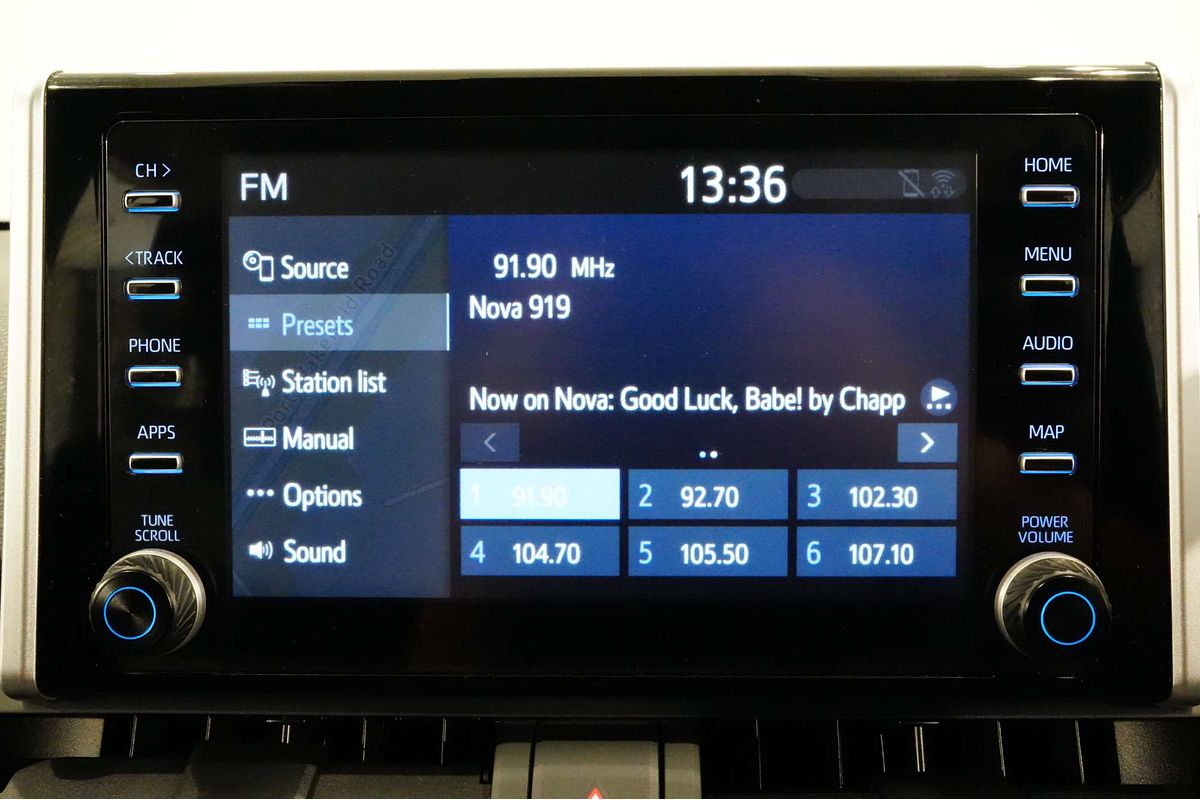 CH >
<TRACK
PHONE
APPS
TUNE
SCROLL
FM
13:36
Source
Presets
Station list
Manual
Options
Sound
91.90 MHz
Nova 919
Now on Nova: Good Luck, Babe! by Chapp
1 91.90
2 92.70
3 102.30
4 104.70
5 105.50
6 107.10
HOME
MENU
AUDIO
MAP
POWER
VOLUME
Road